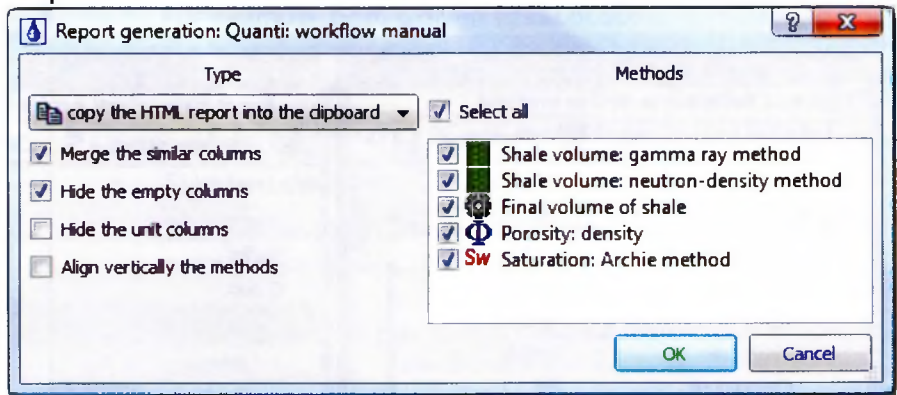 Report generation: Quanti: workflow manual
?
X
Type
Methods
copy the HTML report into the clipboard
Select all
Merge the similar columns
Hide the empty columns
Hide the unit columns
Align vertically the methods
Shale volume: gamma ray method
Shale volume: neutron-density method
Final volume of shale
Φ Porosity: density
Sw Saturation: Archie method
OK
Cancel